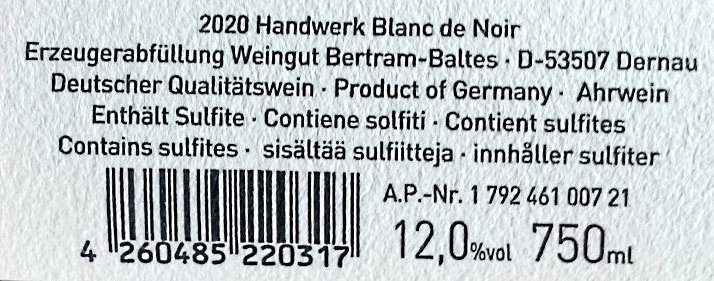 2020 Handwerk Blanc de Noir
Erzeugerabfüllung Weingut Bertram-Baltes · D-53507 Dernau
Deutscher Qualitätswein · Product of Germany · Ahrwein
Enthält Sulfite · Contiene solfiti · Contient sulfites
Contains sulfites · sisältää sulfiitteja · innhåller sulfiter
A.P.-Nr. 1 792 461 007 21
12,0%vol 750ml
4 260485 220317